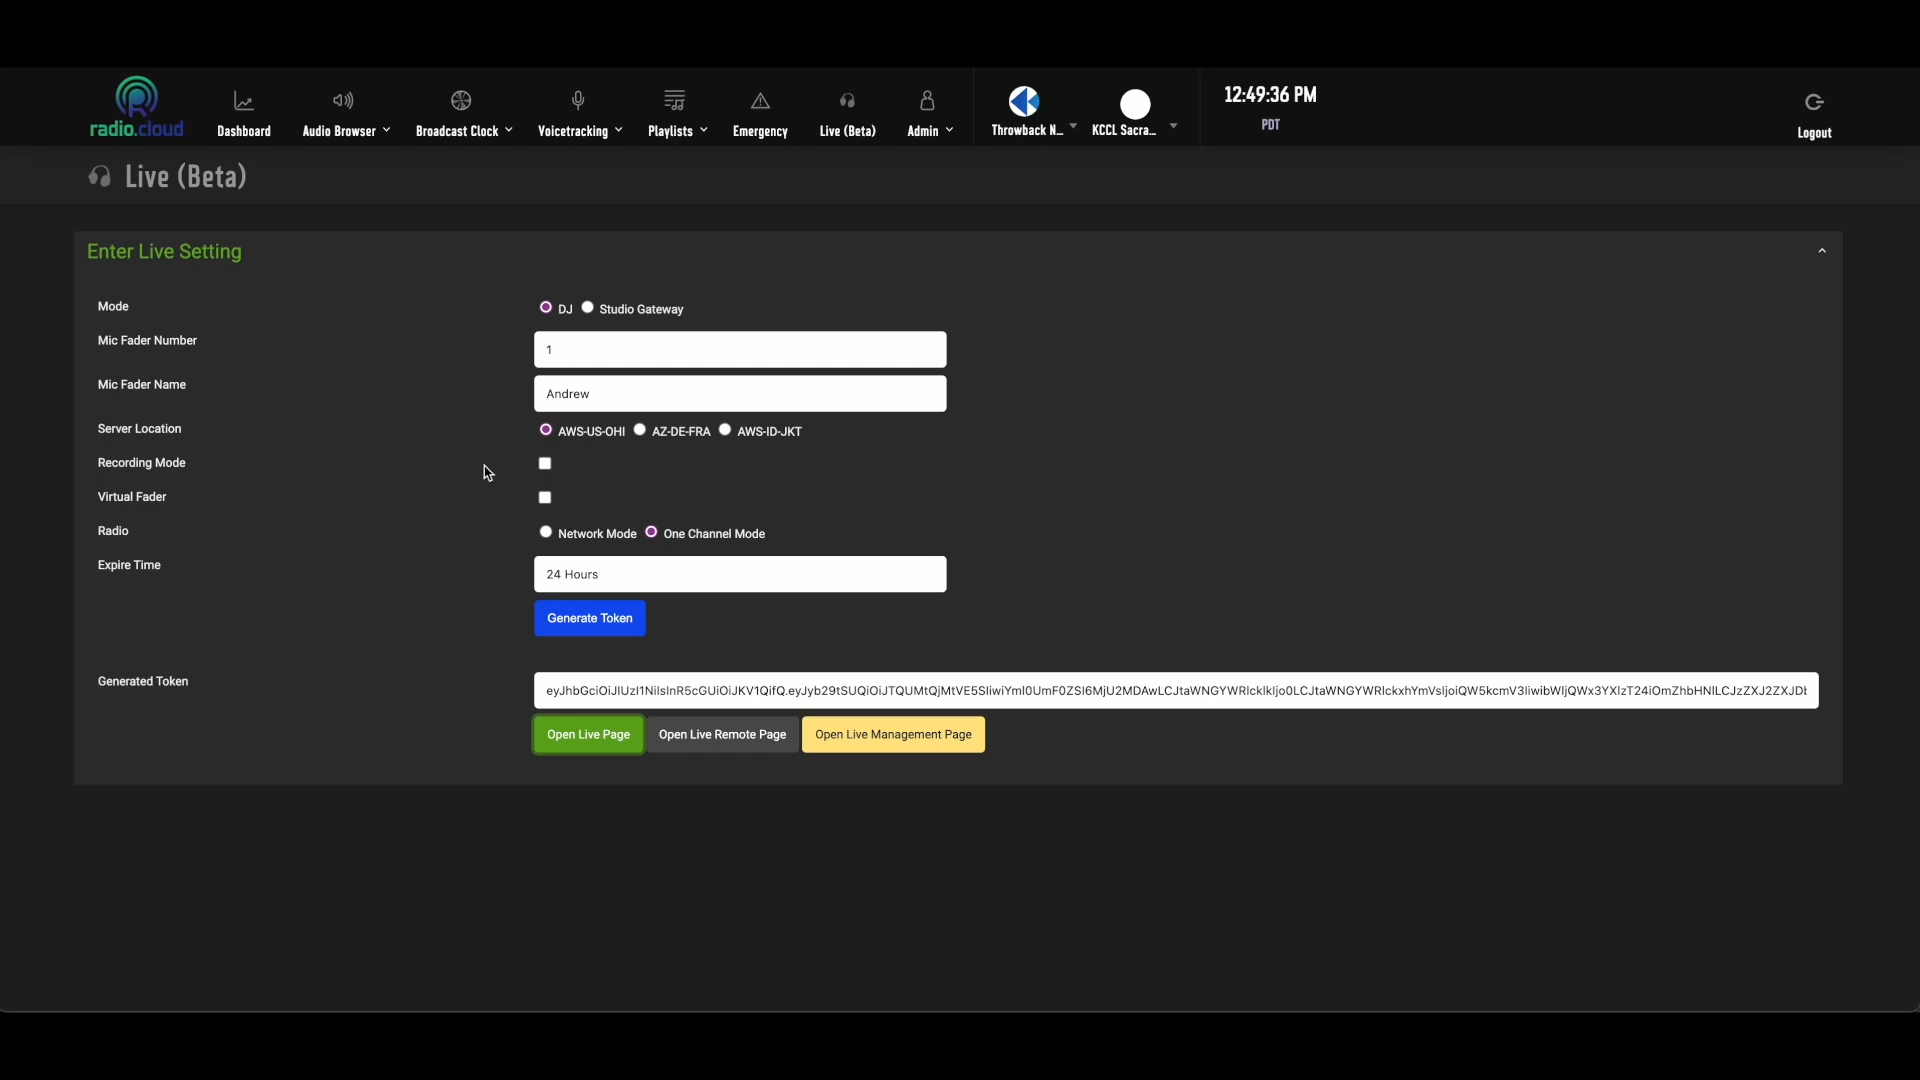 radio.cloud
Dashboard
Audio Browser
Broadcast Clock
Voicetracking
Playlists
Emergency
Live (Beta)
Admin
Throwback N...
KCCL Sacra...
12:49:36 PM
PDT
Logout
Live (Beta)
Enter Live Setting
Mode
DJ Studio Gateway
Mic Fader Number
1
Mic Fader Name
Andrew
Server Location
AWS-US-OHI AZ-DE-FRA AWS-ID-JKT
Recording Mode
Virtual Fader
Radio
Network Mode One Channel Mode
Expire Time
24 Hours
Generate Token
Generated Token
Open Live Page Open Live Remote Page Open Live Management Page